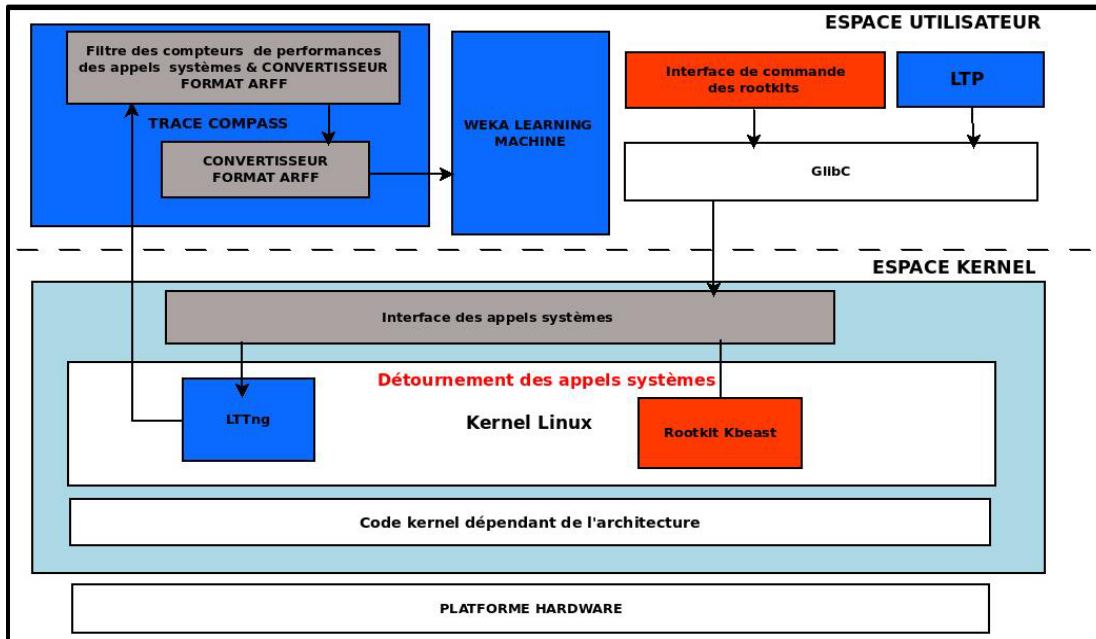 ESPACE UTILISATEUR
Filtre des compteurs de performances
des appels systèmes & CONVERTISSEUR
FORMAT ARFF
TRACE COMPASS
CONVERTISSEUR
FORMAT ARFF
WEKA LEARNING
MACHINE
Interface de commande
des rootkits
LTP
GlibC
ESPACE KERNEL
Interface des appels systèmes
Détournement des appels systèmes
LTTng
Kernel Linux
Rootkit Kbeast
Code kernel dépendant de l'architecture
PLATFORME HARDWARE